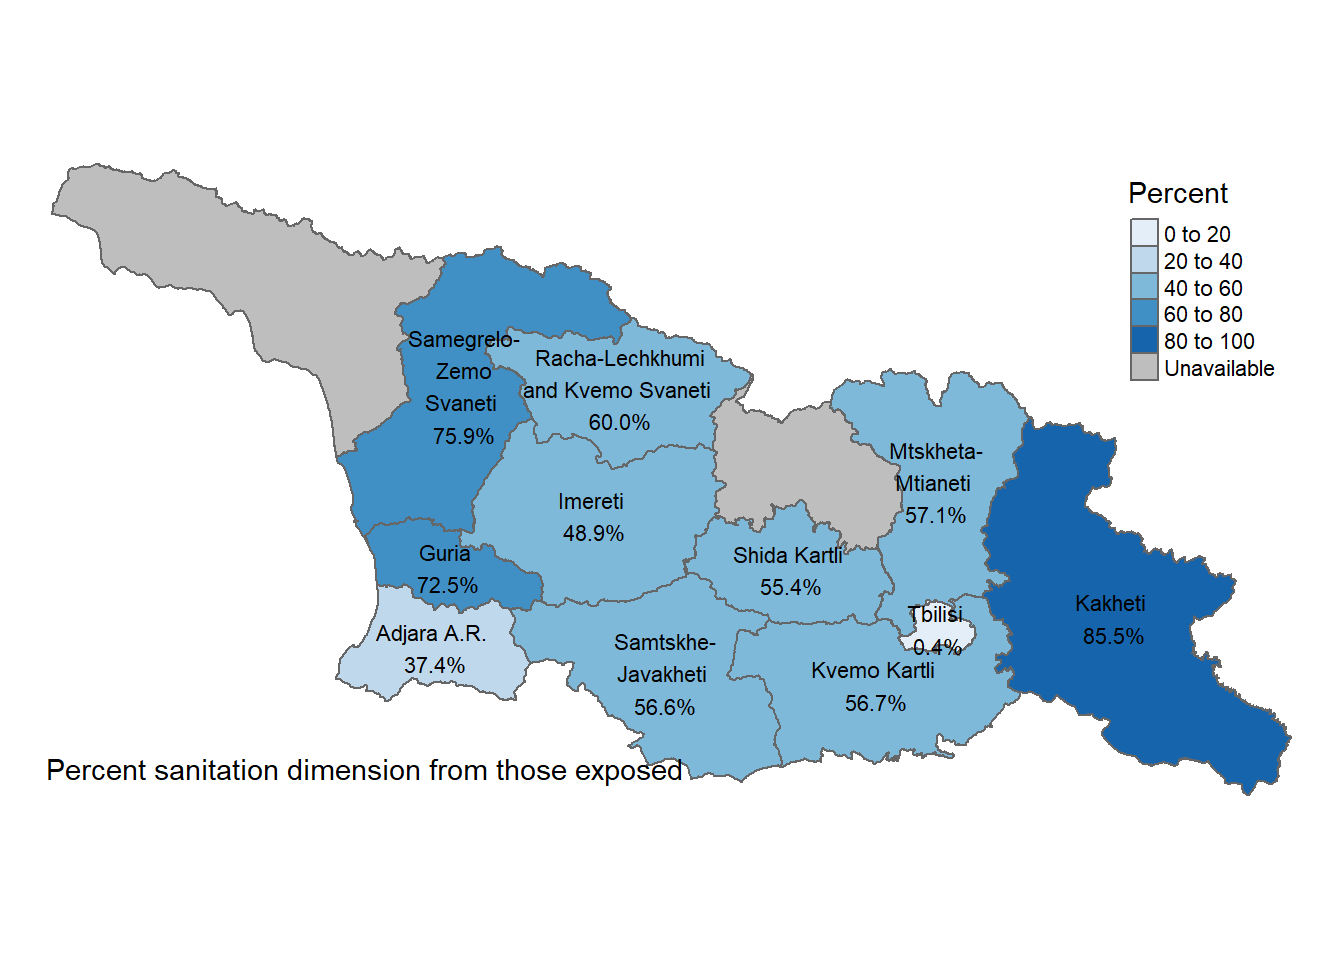 Percent
0 to 20
20 to 40
40 to 60
60 to 80
80 to 100
Unavailable
Samegrelo-
Zemo
Svaneti
75.9%
Racha-Lechkhumi
and Kvemo Svaneti
60.0%
Mtskheta-
Mtianeti
57.1%
Imereti
48.9%
Guria
72.5%
Shida Kartli
55.4%
Adjara A.R.
37.4%
Samtskhe-
Javakheti
56.6%
Tbilisi
0.4%
Kvemo Kartli
56.7%
Kakheti
85.5%
Percent sanitation dimension from those exposed